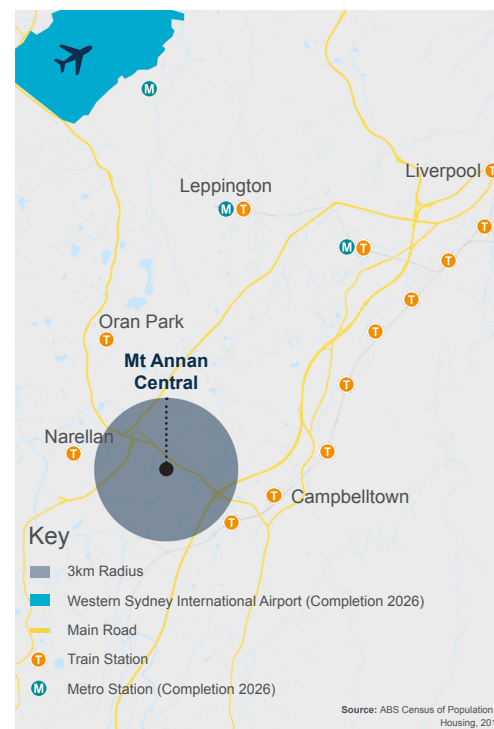 M
Liverpool
T
Leppington
M T
T
M T
T
T
Oran Park
T
T
Mt Annan
Central
T
Narellan
T
T
T
Campbelltown
T
Key
3km Radius
Western Sydney International Airport (Completion 2026)
Main Road
T Train Station
M Metro Station (Completion 2026)
Source: ABS Census of Population
Housing, 201